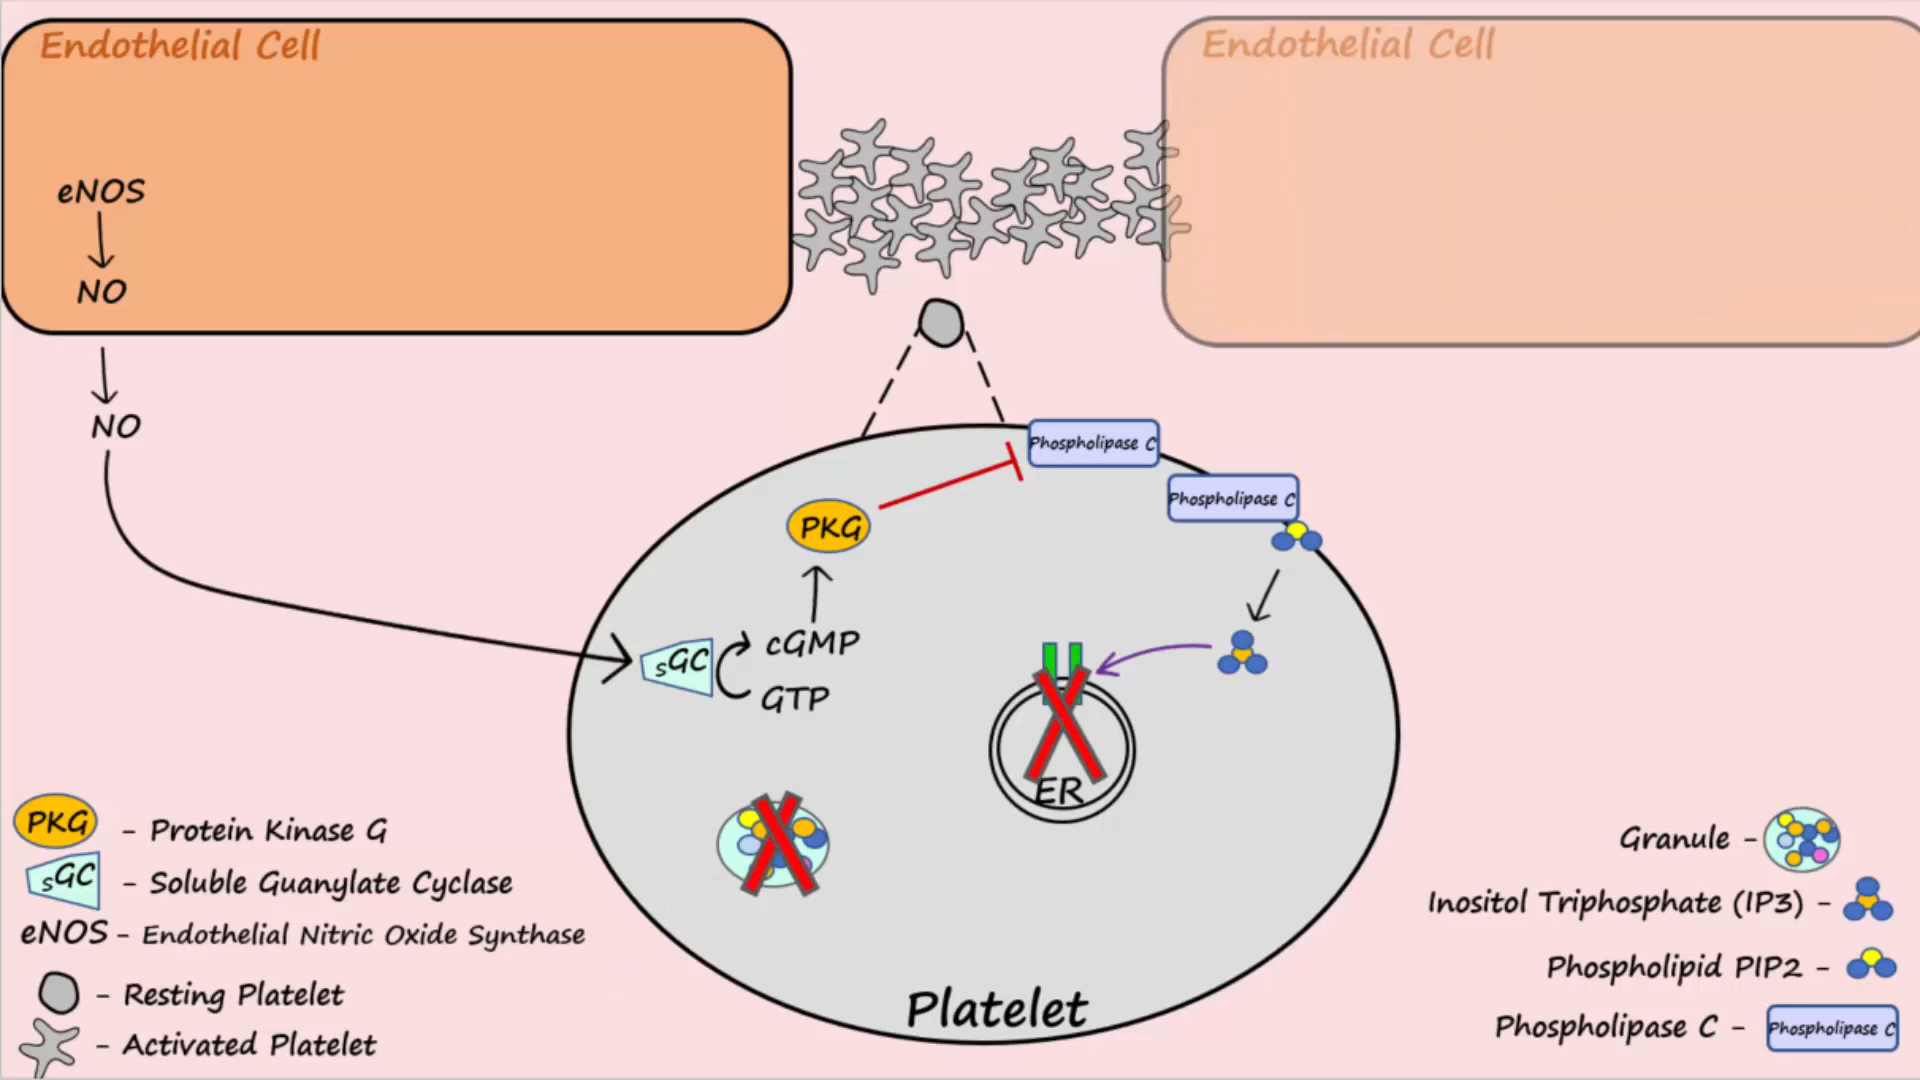 Endothelial Cell
Endothelial Cell
eNOS
NO
NO
Phospholipase C
Phospholipase C
PKG
cGMP
sGC
GTP
ER
Platelet
PKG - Protein Kinase G
sGC - Soluble Guanylate Cyclase
eNOS - Endothelial Nitric Oxide Synthase
- Resting Platelet
- Activated Platelet
Granule -
Inositol Triphosphate (IP3) -
Phospholipid PIP2 -
Phospholipase C - Phospholipase C